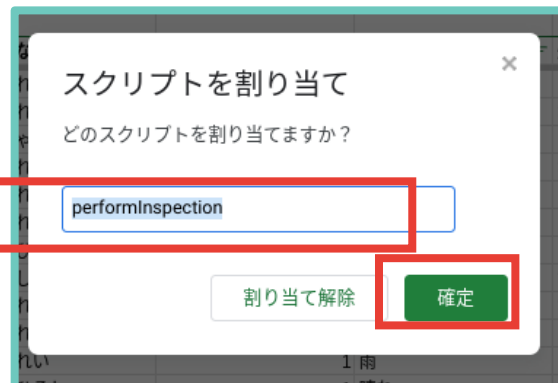 スクリプトを割り当て
×
どのスクリプトを割り当てますか？
performInspection
割り当て解除
確定
れい 1 雨